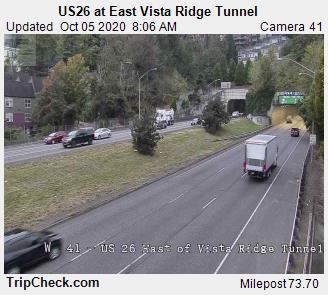 US26 at East Vista Ridge Tunnel
Updated  Oct 05 2020  8:06 AM
Camera 41
W 41 - US 26 East of Vista Ridge Tunnel
TripCheck.com
Milepost 73.70